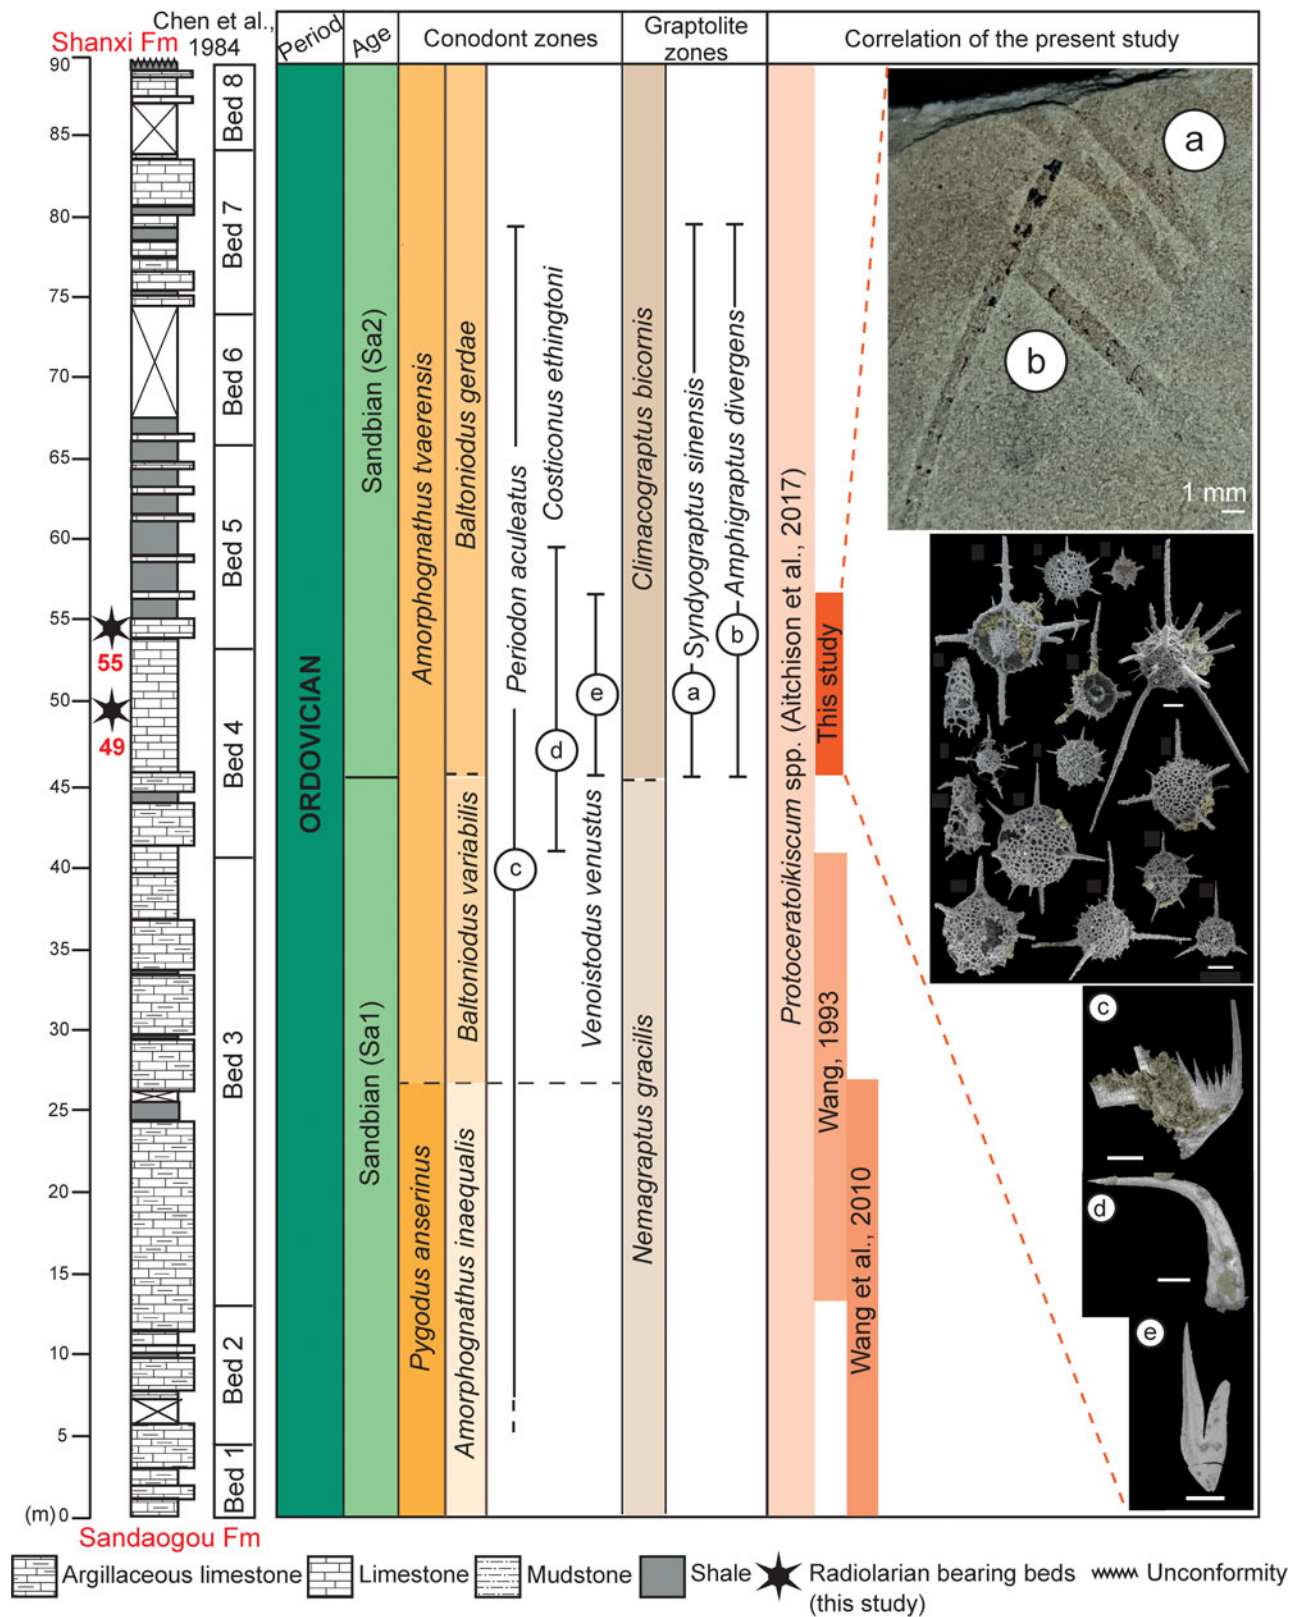 Chen et al.,
1984
Shanxi Fm
Period
Age
Conodont zones
Graptolite
zones
Correlation of the present study
90
85
80
75
70
65
60
55
50
45
40
35
30
25
20
15
10
5
(m) 0
55
49
Bed 8
Bed 7
Bed 6
Bed 5
Bed 4
Bed 3
Bed 2
Bed 1
ORDOVICIAN
Sandbian (Sa2)
Sandbian (Sa1)
Amorphognathus tvaerensis
Pygodus anserinus
Baltoniodus gerdae
Baltoniodus variabilis
Amorphognathus inaequalis
Periodon aculeatus
c
Costiconus ethingtoni
d
Venoistodus venustus
e
Climacograptus bicornis
Nemagraptus gracilis
Syndyograptus sinensis
a
Amphigraptus divergens
b
Protoceratoikiscum spp. (Aitchison et al., 2017)
This study
Wang, 1993
Wang et al., 2010
a
b
1 mm
c
d
e
Sandaogou Fm
Argillaceous limestone
Limestone
Mudstone
Shale
Radiolarian bearing beds
(this study)
Unconformity